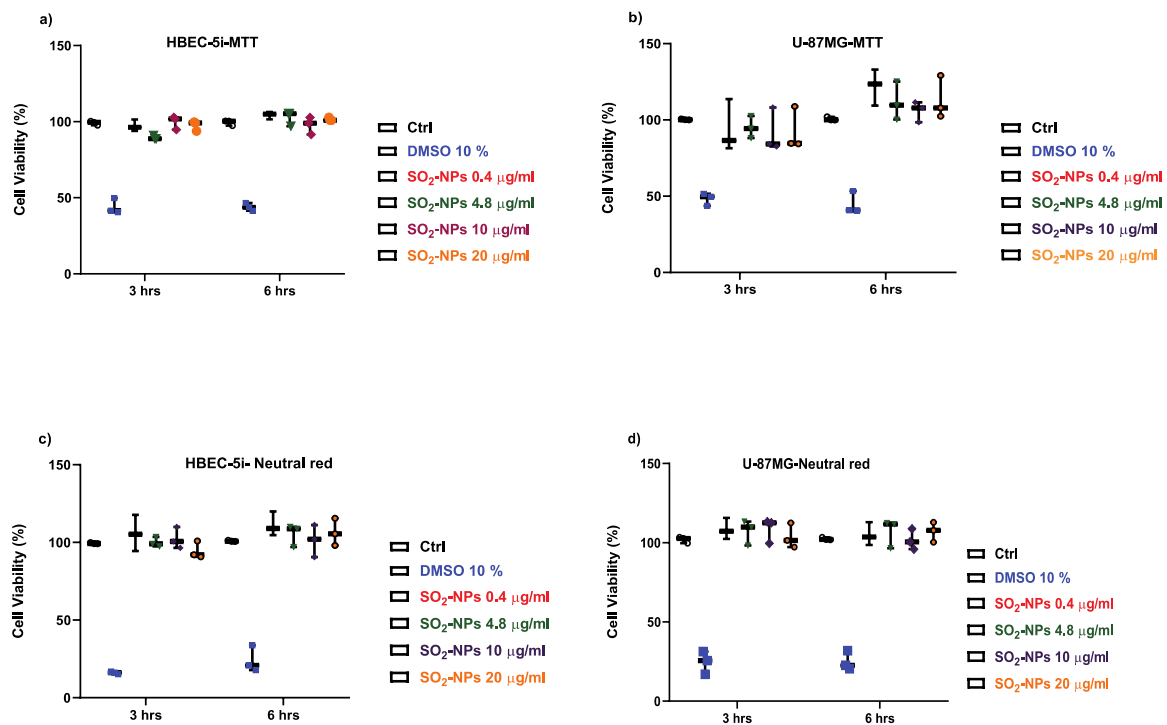 a)
HBEC-5i-MTT
Cell Viability (%)
150
100
50
0
3 hrs
6 hrs
Ctrl
DMSO 10 %
SO₂-NPs 0.4 μg/ml
SO₂-NPs 4.8 μg/ml
SO₂-NPs 10 μg/ml
SO₂-NPs 20 μg/ml
b)
U-87MG-MTT
Cell Viability (%)
150
100
50
0
3 hrs
6 hrs
Ctrl
DMSO 10 %
SO₂-NPs 0.4 μg/ml
SO₂-NPs 4.8 μg/ml
SO₂-NPs 10 μg/ml
SO₂-NPs 20 μg/ml
c)
HBEC-5i- Neutral red
Cell Viability (%)
150
100
50
0
3 hrs
6 hrs
Ctrl
DMSO 10 %
SO₂-NPs 0.4 μg/ml
SO₂-NPs 4.8 μg/ml
SO₂-NPs 10 μg/ml
SO₂-NPs 20 μg/ml
d)
U-87MG-Neutral red
Cell Viability (%)
150
100
50
0
3 hrs
6 hrs
Ctrl
DMSO 10 %
SO₂-NPs 0.4 μg/ml
SO₂-NPs 4.8 μg/ml
SO₂-NPs 10 μg/ml
SO₂-NPs 20 μg/ml